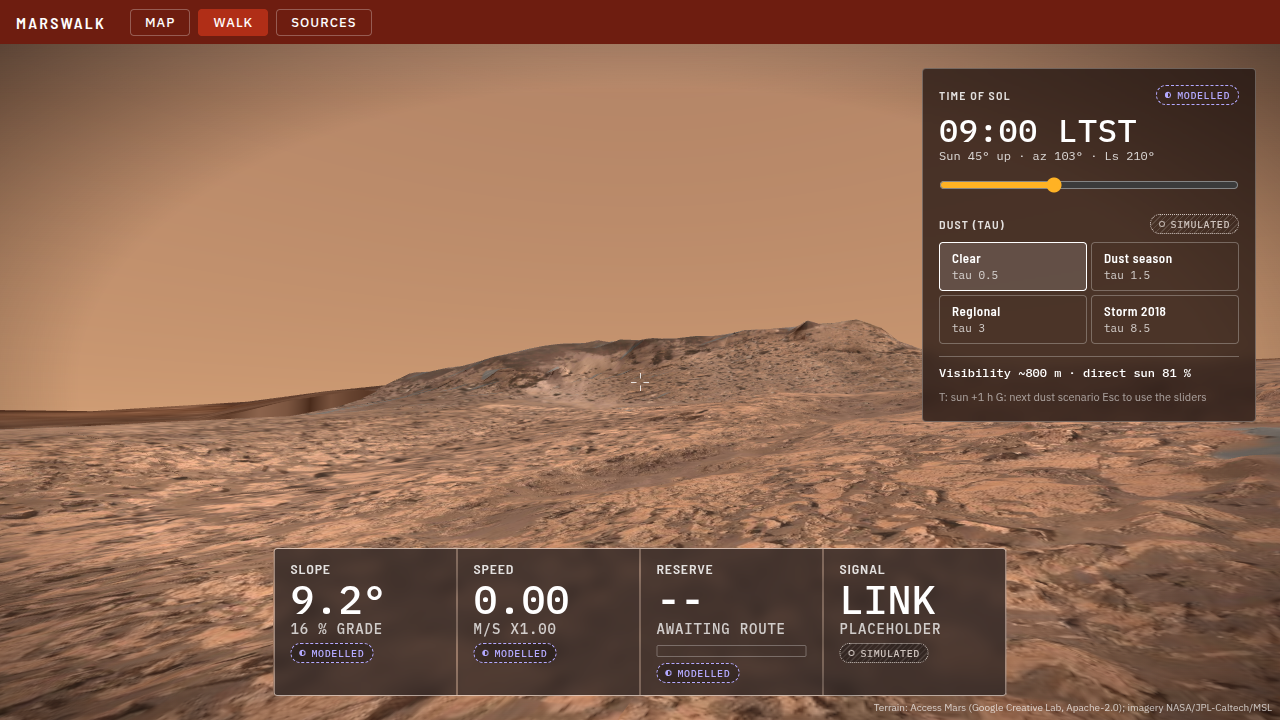 MARSWALK MAP WALK SOURCES
TIME OF SOL MODELLED
09:00 LTST
Sun 45° up · az 103° · Ls 210°
DUST (TAU) SIMULATED
Clear
tau 0.5
Dust season
tau 1.5
Regional
tau 3
Storm 2018
tau 8.5
Visibility ~800 m · direct sun 81 %
T: sun +1 h G: next dust scenario Esc to use the sliders
SLOPE
9.2°
16 % GRADE
MODELLED
SPEED
0.00
M/S X1.00
MODELLED
RESERVE
--
AWAITING ROUTE
MODELLED
SIGNAL
LINK
PLACEHOLDER
SIMULATED
Terrain: Access Mars (Google Creative Lab, Apache-2.0); imagery NASA/JPL-Caltech/MSL